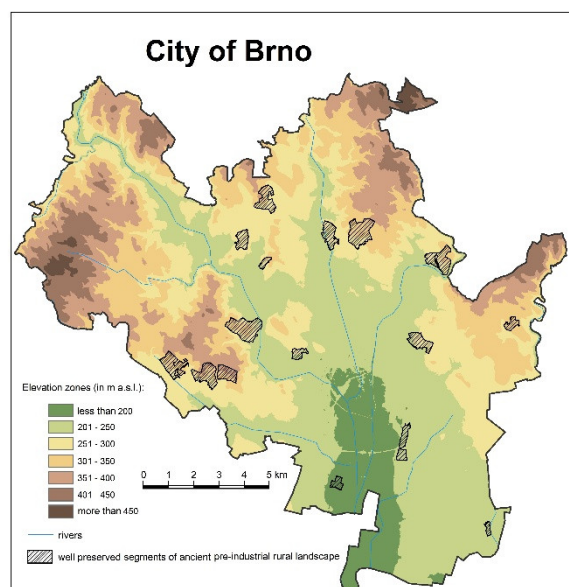 City of Brno
Elevation zones (in m a.s.l.):
less than 200
201 - 250
251 - 300
301 - 350
351 - 400
401 450
more than 450
0 1 2 3 4 5 km
rivers
well preserved segments of ancient pre-industrial rural landscape